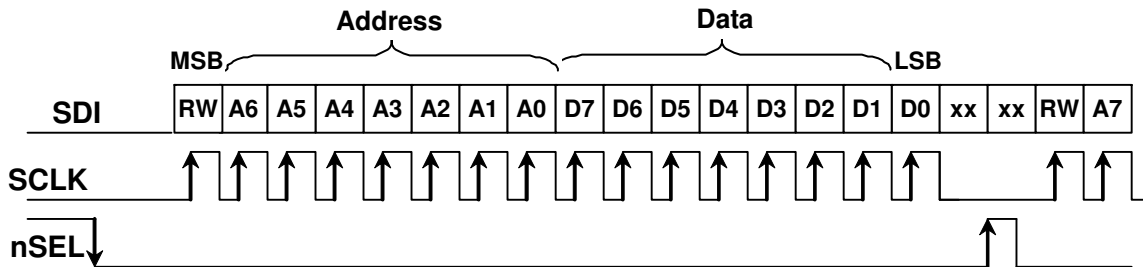 Address Data
MSB LSB
SDI RW A6 A5 A4 A3 A2 A1 A0 D7 D6 D5 D4 D3 D2 D1 D0 xx xx RW A7
SCLK
nSEL